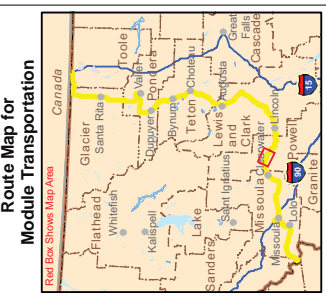 Route Map for
Module Transportation
Red Box Shows Map Area
Canada
Glacier
Toole
Santa Rita
Valier
Pondera
Dupuyer
Flathead
Whitefish
Bynum
Kalispell
Choteau
Teton
Great
Falls
Cascade
Lake
Augusta
Lewis
and
Clark
Saint Ignatius
Sanders
Lincoln
Clearwater
Missoula
Powell
Missoula
Lolo
Granite
15
90